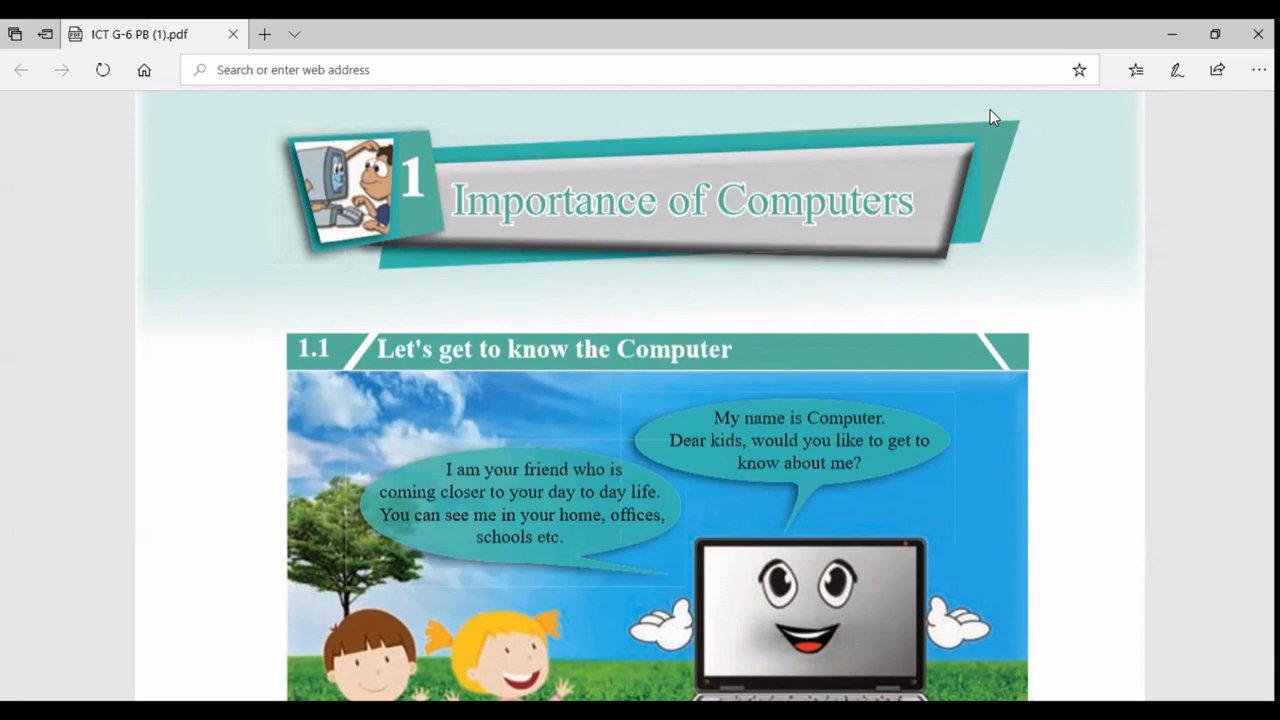 ICT G-6 PB (1).pdf
Search or enter web address
1
Importance of Computers
1.1 Let's get to know the Computer
My name is Computer.
Dear kids, would you like to get to
know about me?
I am your friend who is
coming closer to your day to day life.
You can see me in your home, offices,
schools etc.